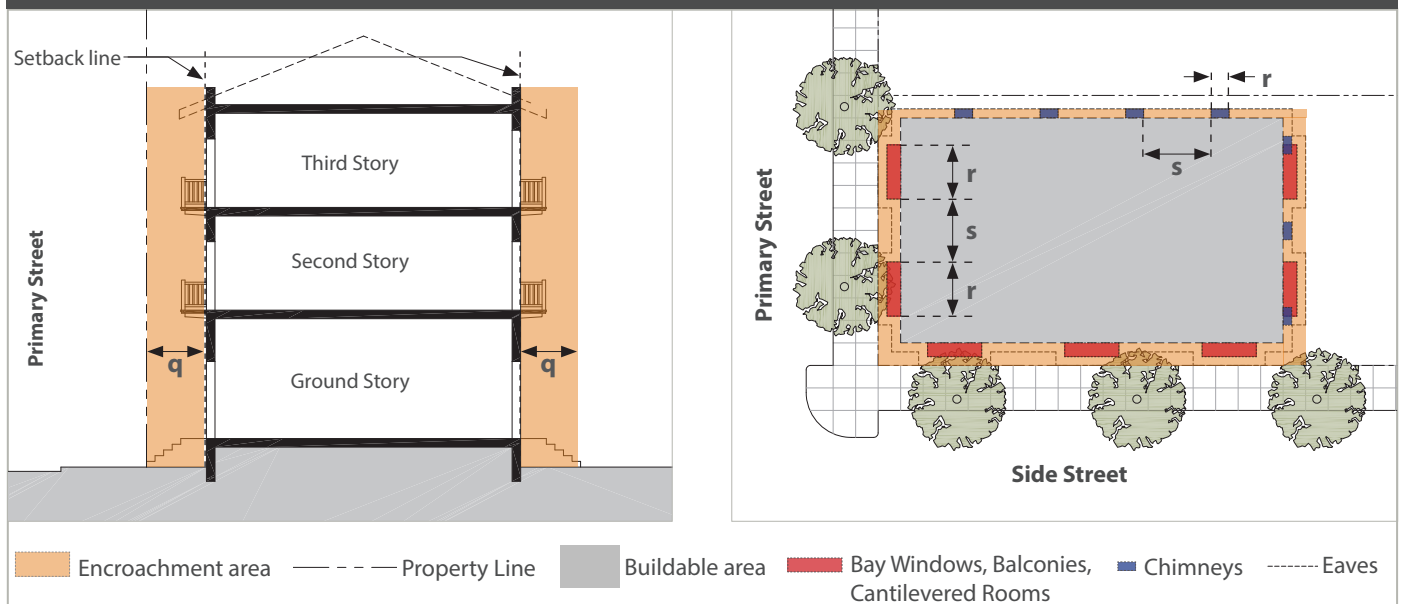 Setback line
Third Story
Second Story
Ground Story
Primary Street
q
q
r
s
r
s
r
Primary Street
Side Street
Encroachment area
Property Line
Buildable area
Bay Windows, Balconies,
Cantilevered Rooms
Chimneys
Eaves